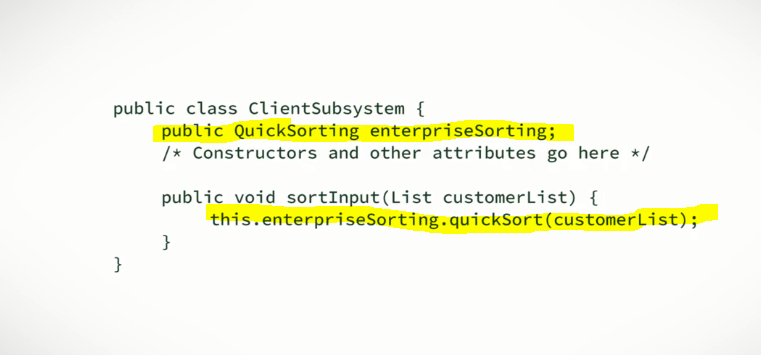 public class ClientSubsystem {
public QuickSorting enterpriseSorting;
/* Constructors and other attributes go here */
public void sortInput(List customerList) {
this.enterpriseSorting.quickSort(customerList);
}
}